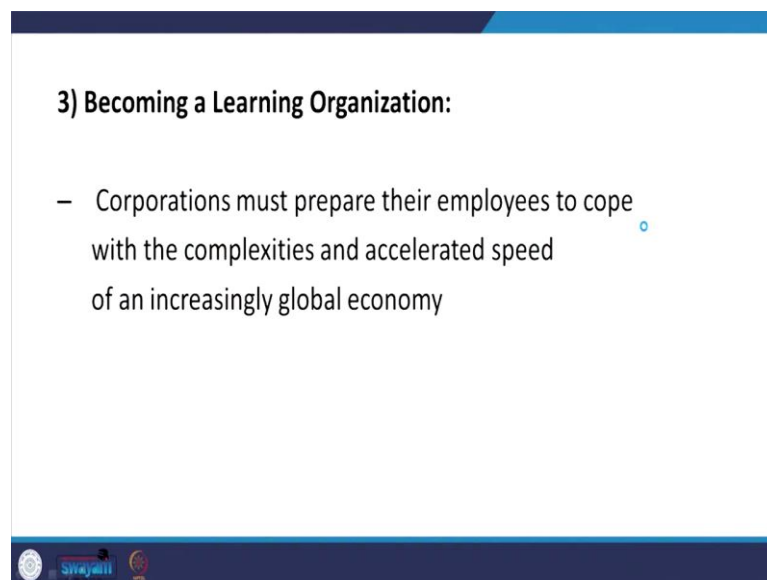 3) Becoming a Learning Organization:
– Corporations must prepare their employees to cope
with the complexities and accelerated speed
of an increasingly global economy
swayam